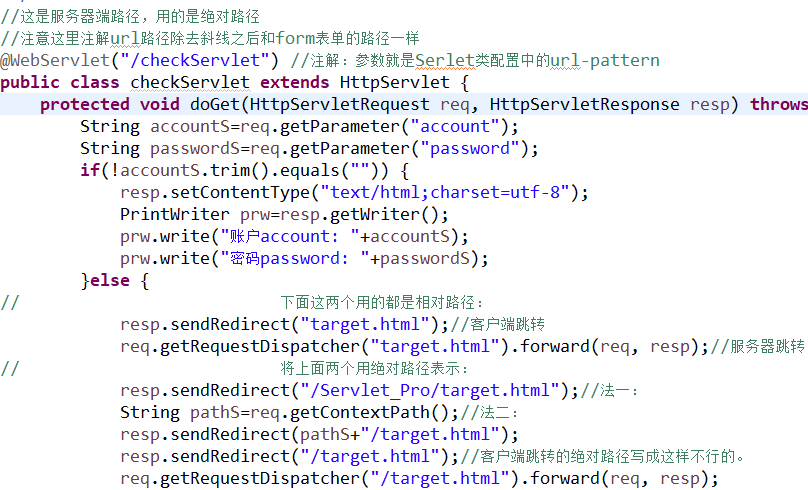 //这是服务器端路径，用的是绝对路径
//注意这里注解url路径除去斜线之后和form表单的路径一样
@WebServlet("/checkServlet") //注解：参数就是Serlet类配置中的url-pattern
public class checkServlet extends HttpServlet {
protected void doGet(HttpServletRequest req, HttpServletResponse resp) throws
String accountS=req.getParameter("account");
String passwordS=req.getParameter("password");
if(!accountS.trim().equals("")) {
resp.setContentType("text/html;charset=utf-8");
PrintWriter prw=resp.getWriter();
prw.write("账户account: "+accountS);
prw.write("密码password: "+passwordS);
}else {
// 下面这两个用的都是相对路径：
resp.sendRedirect("target.html");//客户端跳转
req.getRequestDispatcher("target.html").forward(req, resp);//服务器跳转
// 将上面两个用绝对路径表示：
resp.sendRedirect("/Servlet_Pro/target.html");//法一：
String pathS=req.getContextPath();//法二：
resp.sendRedirect(pathS+"/target.html");
resp.sendRedirect("/target.html");//客户端跳转的绝对路径写成这样不行的。
req.getRequestDispatcher("/target.html").forward(req, resp);